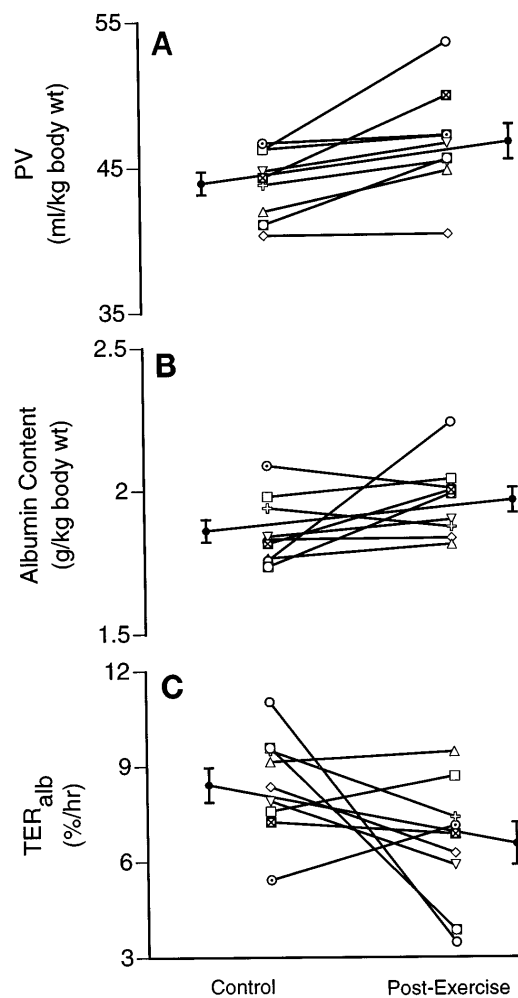 55
A
45
PV
(ml/kg body wt)
35
2.5
B
2
Albumin Content
(g/kg body wt)
1.5
12
C
9
TERalb
(%/hr)
6
3
Control Post-Exercise